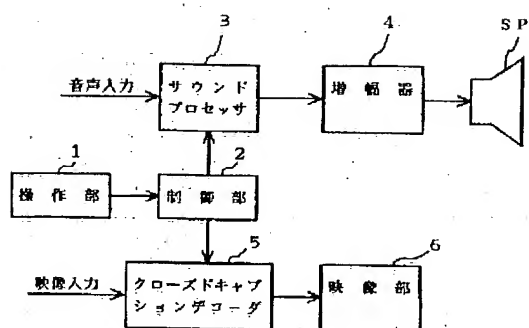 3
4
SP
音声入力
サウンド
プロセッサ
増幅器
1
2
操作部
制御部
5
6
映像入力
クローズドキャプ
ションデコーダ
映像部